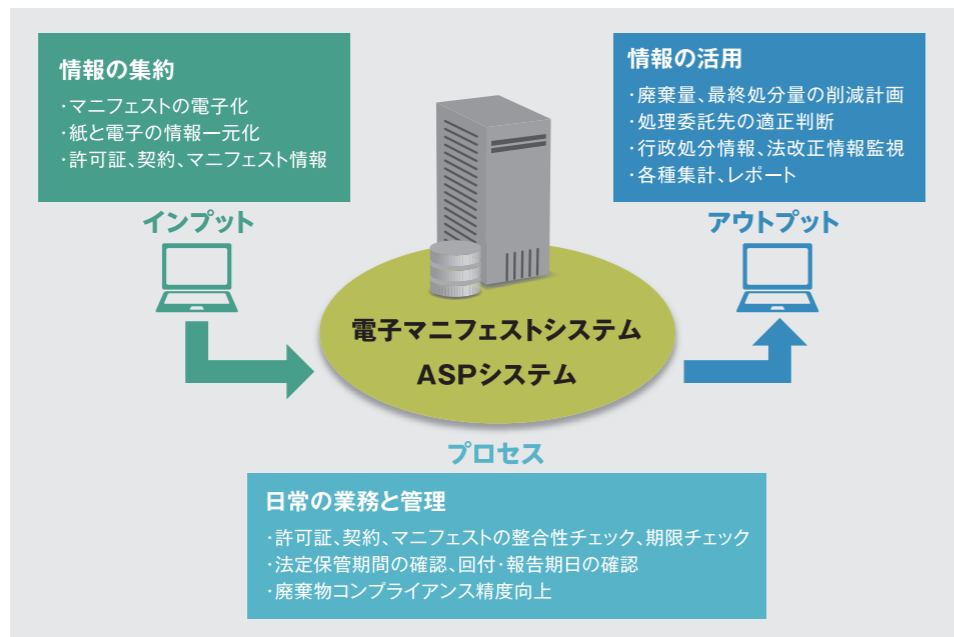 情報の集約
・マニフェストの電子化
・紙と電子の情報一元化
・許可証、契約、マニフェスト情報
インプット
情報の活用
・廃棄量、最終処分量の削減計画
・処理委託先の適正判断
・行政処分情報、法改正情報監視
・各種集計、レポート
アウトプット
電子マニフェストシステム
ASPシステム
プロセス
日常の業務と管理
・許可証、契約、マニフェストの整合性チェック、期限チェック
・法定保管期間の確認、回付・報告期日の確認
・廃棄物コンプライアンス精度向上